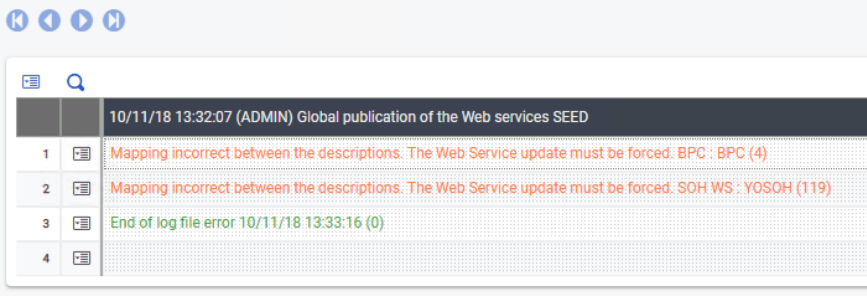 10/11/18 13:32:07 (ADMIN) Global publication of the Web services SEED
1 Mapping incorrect between the descriptions. The Web Service update must be forced. BPC : BPC (4)
2 Mapping incorrect between the descriptions. The Web Service update must be forced. SOH WS : YOSOH (119)
3 End of log file error 10/11/18 13:33:16 (0)
4